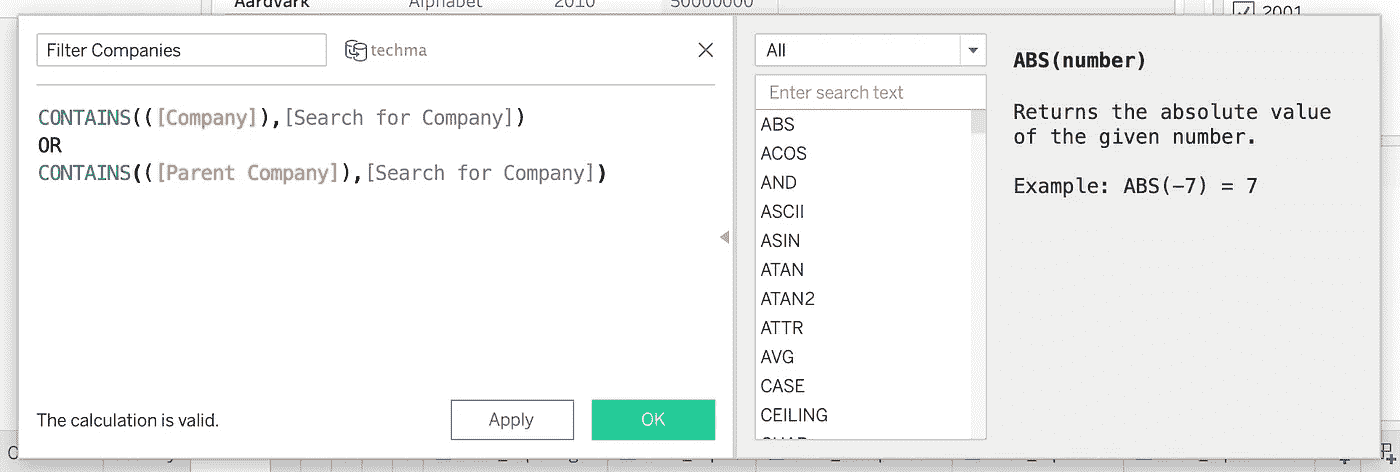 Aardvark Alphabet 2010 50000000
2001
Filter Companies
techma
CONTAINS(([Company]),[Search for Company])
OR
CONTAINS(([Parent Company]),[Search for Company])
The calculation is valid.
Apply
OK
All
Enter search text
ABS
ACOS
AND
ASCII
ASIN
ATAN
ATAN2
ATTR
AVG
CASE
CEILING
ABS(number)
Returns the absolute value
of the given number.
Example: ABS(-7) = 7